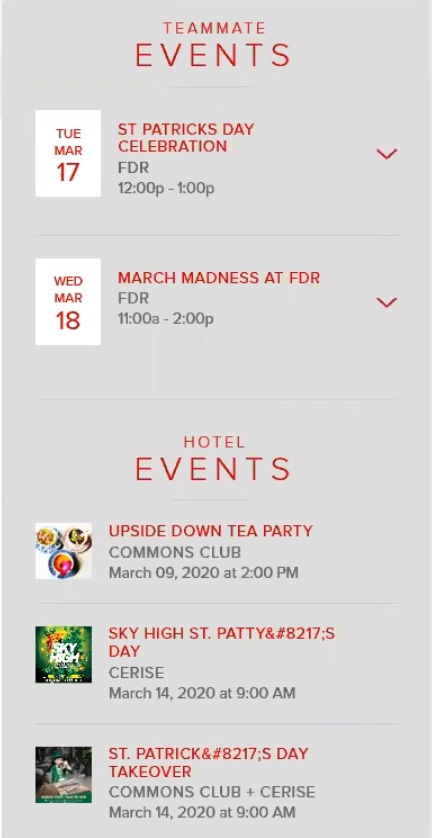 TEAMMATE
EVENTS
TUE
MAR
17
ST PATRICKS DAY
CELEBRATION
FDR
12:00p - 1:00p
WED
MAR
18
MARCH MADNESS AT FDR
FDR
11:00a - 2:00p
HOTEL
EVENTS
UPSIDE DOWN TEA PARTY
COMMONS CLUB
March 09, 2020 at 2:00 PM
SKY
HIGH
SKY HIGH ST. PATTY&#8217;S
DAY
CERISE
March 14, 2020 at 9:00 AM
ST. PATRICK&#8217;S DAY
TAKEOVER
COMMONS CLUB + CERISE
March 14, 2020 at 9:00 AM